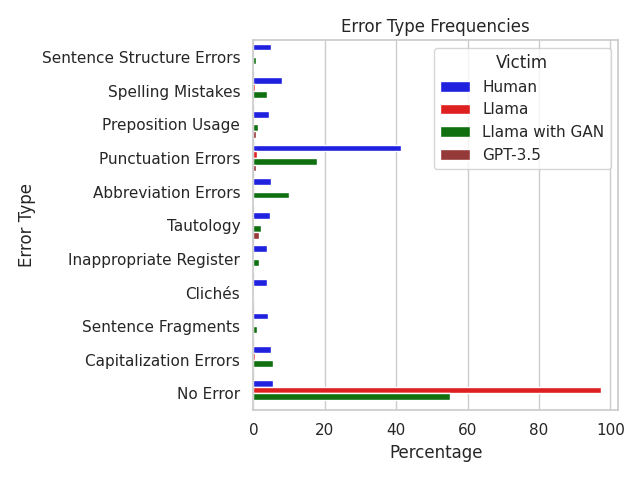 Error Type Frequencies
Victim
Human
Llama
Llama with GAN
GPT-3.5
Error Type
Sentence Structure Errors
Spelling Mistakes
Preposition Usage
Punctuation Errors
Abbreviation Errors
Tautology
Inappropriate Register
Clichés
Sentence Fragments
Capitalization Errors
No Error
0 20 40 60 80 100
Percentage